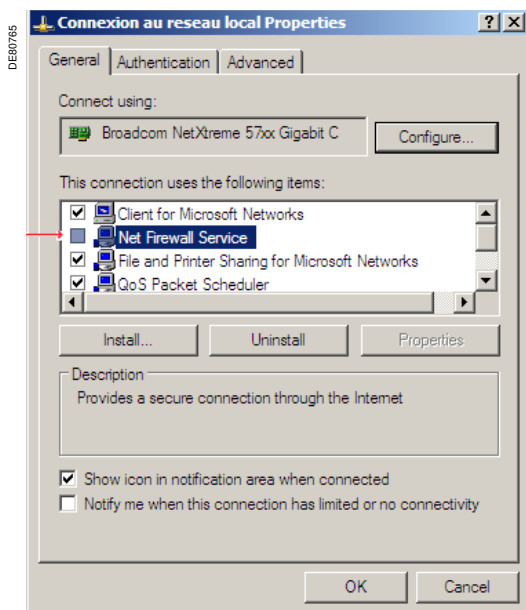 DE80765
Connexion au reseau local Properties
General
Authentication
Advanced
Connect using:
Broadcom NetXtreme 57xx Gigabit C
Configure...
This connection uses the following items:
Client for Microsoft Networks
Net Firewall Service
File and Printer Sharing for Microsoft Networks
QoS Packet Scheduler
Install...
Uninstall
Properties
Description
Provides a secure connection through the Internet
Show icon in notification area when connected
Notify me when this connection has limited or no connectivity
OK
Cancel